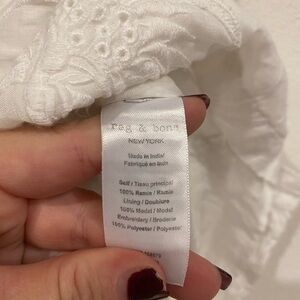 rag & bone
NEW YORK
Made in India/
Fabriqué en Inde
Self / Tissu principal
100% Ramie / Ramie
Lining / Doublure
100% Modal / Modal
Embroidery / Broderie
100% Polyester / Polyester